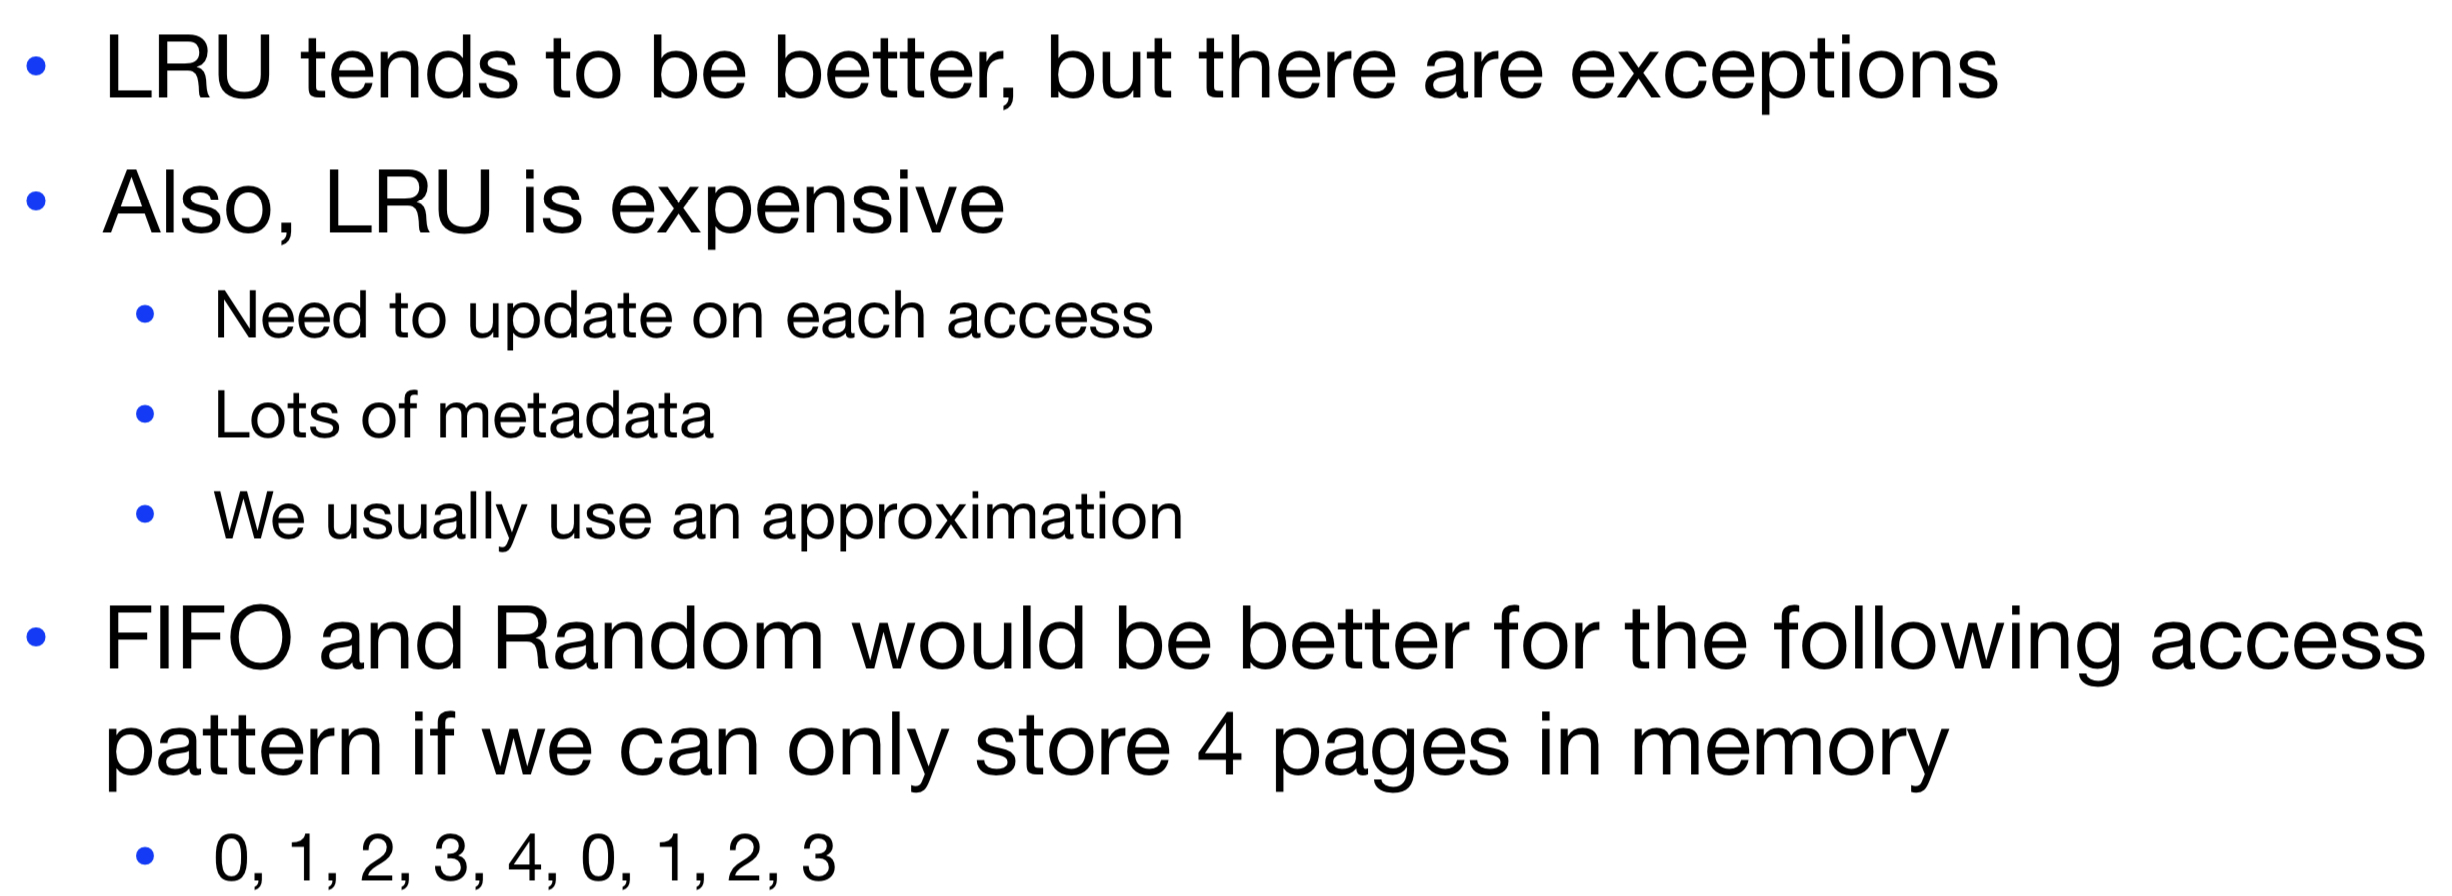 LRU tends to be better, but there are exceptions
Also, LRU is expensive
Need to update on each access
Lots of metadata
We usually use an approximation
FIFO and Random would be better for the following access
pattern if we can only store 4 pages in memory
0, 1, 2, 3, 4, 0, 1, 2, 3